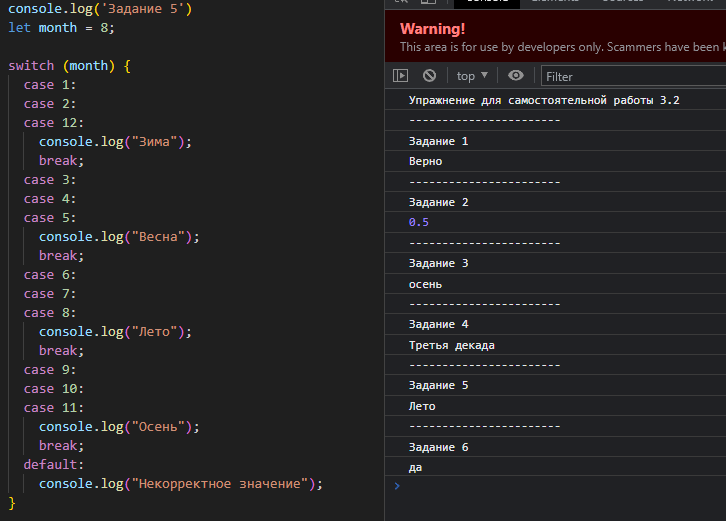 console.log('Задание 5')
let month = 8;
switch (month) {
case 1:
case 2:
case 12:
console.log("Зима");
break;
case 3:
case 4:
case 5:
console.log("Весна");
break;
case 6:
case 7:
case 8:
console.log("Лето");
break;
case 9:
case 10:
case 11:
console.log("Осень");
break;
default:
console.log("Некорректное значение");
}
Warning!
This area is for use by developers only. Scammers have been
top
Filter
Упражнение для самостоятельной работы 3.2
-----------------------
Задание 1
Верно
-----------------------
Задание 2
0.5
-----------------------
Задание 3
осень
-----------------------
Задание 4
Третья декада
-----------------------
Задание 5
Лето
-----------------------
Задание 6
да